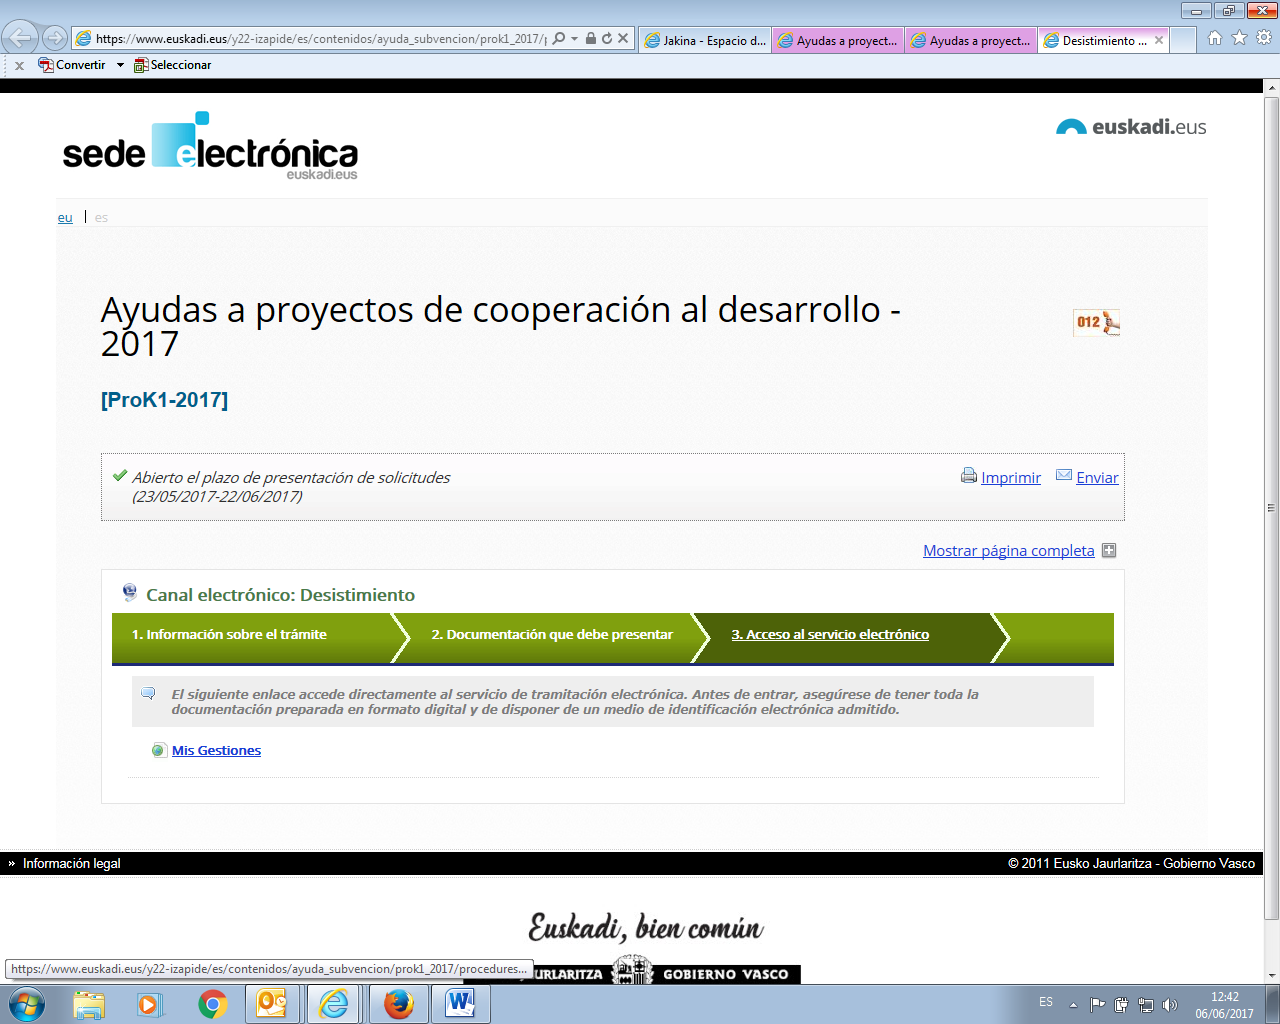 https://www.euskadi.eus/y22-izapide/es/contenidos/ayuda_subvencion/prok1_2017/
Jakina - Espacio d...
Ayudas a proyect...
Ayudas a proyect...
Desistimiento ...
Convertir
Seleccionar
sede electrónica
euskadi.eus
euskadi.eus
eu
es
Ayudas a proyectos de cooperación al desarrollo -
2017
012
[ProK1-2017]
Abierto el plazo de presentación de solicitudes
(23/05/2017-22/06/2017)
Imprimir
Enviar
Mostrar página completa
Canal electrónico: Desistimiento
1. Información sobre el trámite
2. Documentación que debe presentar
3. Acceso al servicio electrónico
El siguiente enlace accede directamente al servicio de tramitación electrónica. Antes de entrar, asegúrese de tener toda la
documentación preparada en formato digital y de disponer de un medio de identificación electrónica admitido.
Mis Gestiones
» Información legal
© 2011 Eusko Jaurlaritza - Gobierno Vasco
Euskadi, bien común
https://www.euskadi.eus/y22-izapide/es/contenidos/ayuda_subvencion/prok1_2017/procedures...
GOBIERNO VASCO
ES
12:42
06/06/2017